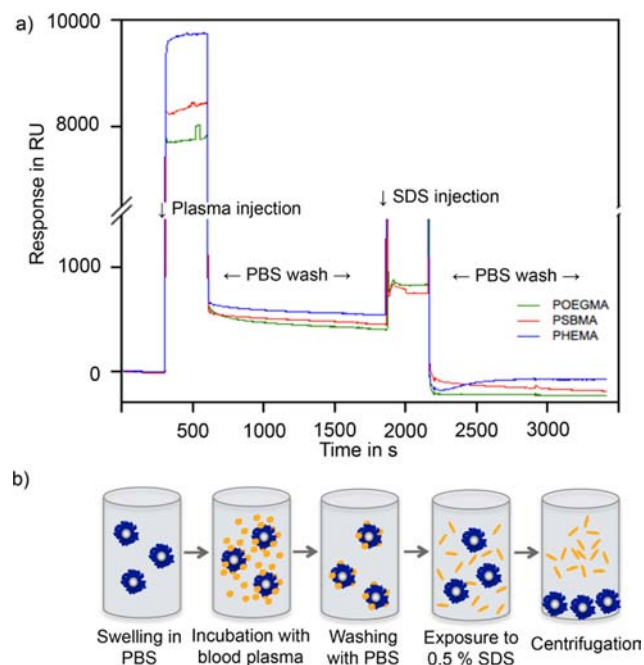 a)
10000
8000
1000
0
Response in RU
↓ Plasma injection
↓ SDS injection
← PBS wash →
← PBS wash →
POEGMA
PSBMA
PHEMA
500
1000
1500
2000
2500
3000
Time in s
b)
Swelling in
PBS
Incubation with
blood plasma
Washing
with PBS
Exposure to
0.5 % SDS
Centrifugation